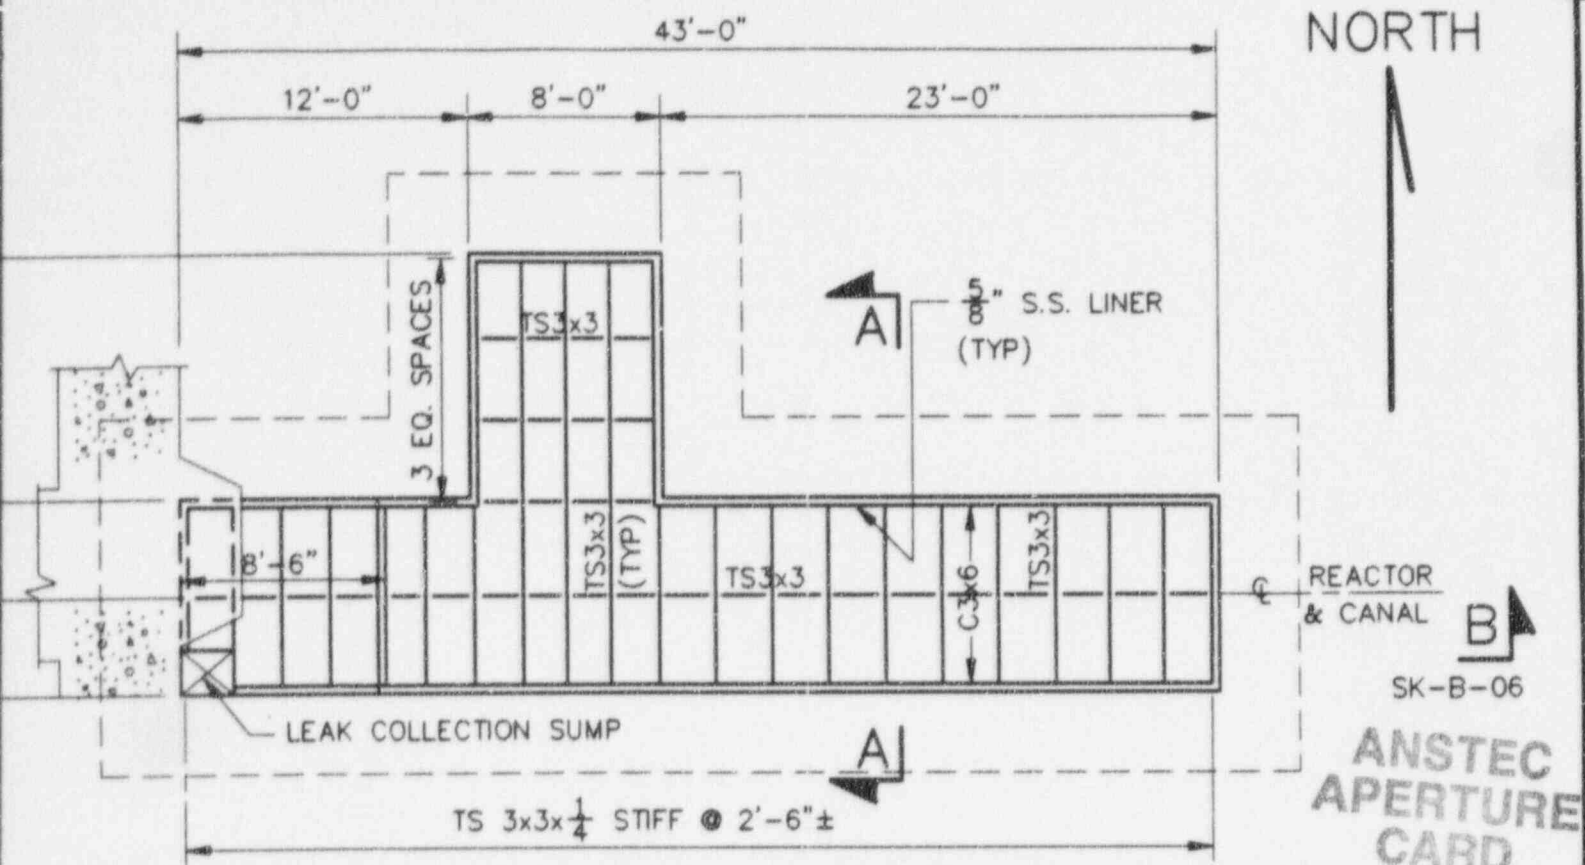 43'-0"
NORTH
12'-0"
8'-0"
23'-0"
3 EQ. SPACES
TS3x3
A
5/8" S.S. LINER
(TYP)
8'-6"
TS3x3
(TYP)
TS3x3
C3x6
TS3x3
℄ REACTOR
& CANAL
B
SK-B-06
LEAK COLLECTION SUMP
A
TS 3x3x1/4 STIFF @ 2'-6"±
ANSTEC
APERTURE
CARD